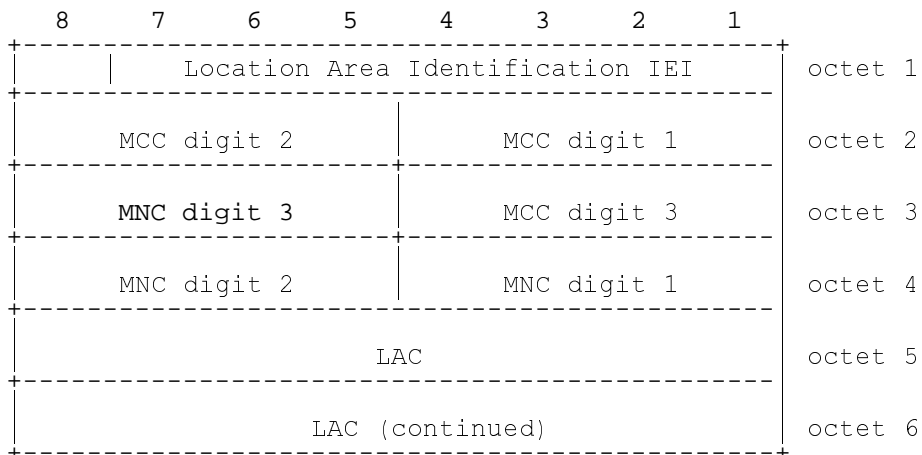 8 7 6 5 4 3 2 1
Location Area Identification IEI octet 1
MCC digit 2 MCC digit 1 octet 2
MNC digit 3 MCC digit 3 octet 3
MNC digit 2 MNC digit 1 octet 4
LAC octet 5
LAC (continued) octet 6